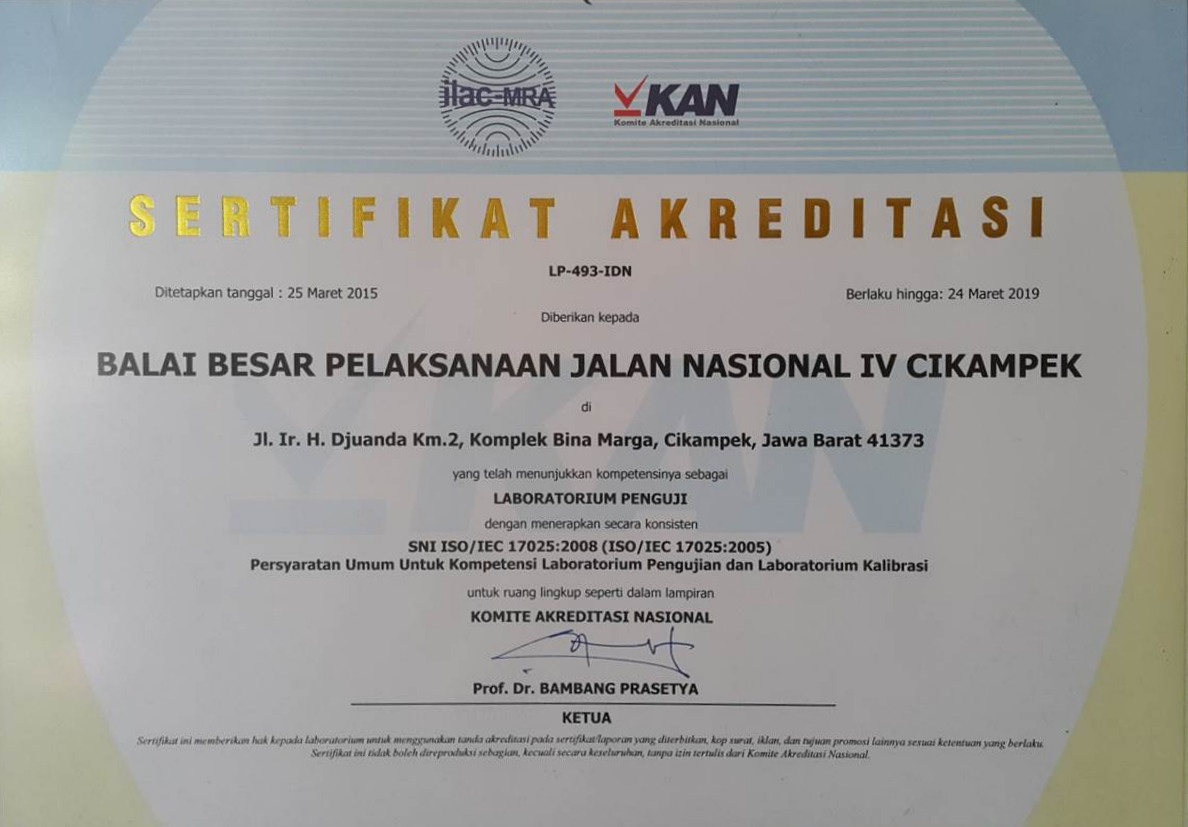 ilac-MRA
KAN
Komite Akreditasi Nasional
SERTIFIKAT AKREDITASI
LP-493-IDN
Ditetapkan tanggal : 25 Maret 2015
Berlaku hingga: 24 Maret 2019
Diberikan kepada
BALAI BESAR PELAKSANAAN JALAN NASIONAL IV CIKAMPEK
di
Jl. Ir. H. Djuanda Km.2, Komplek Bina Marga, Cikampek, Jawa Barat 41373
yang telah menunjukkan kompetensinya sebagai
LABORATORIUM PENGUJI
dengan menerapkan secara konsisten
SNI ISO/IEC 17025:2008 (ISO/IEC 17025:2005)
Persyaratan Umum Untuk Kompetensi Laboratorium Pengujian dan Laboratorium Kalibrasi
untuk ruang lingkup seperti dalam lampiran
KOMITE AKREDITASI NASIONAL
Prof. Dr. BAMBANG PRASETYA
KETUA
Sertifikat ini memberikan hak kepada laboratorium untuk menggunakan tanda akreditasi pada sertifikat/laporan yang diterbitkan, kop surat, iklan, dan tujuan promosi lainnya sesuai ketentuan yang berlaku.
Sertifikat ini tidak boleh direproduksi sebagian, kecuali secara keseluruhan, tanpa izin tertulis dari Komite Akreditasi Nasional.